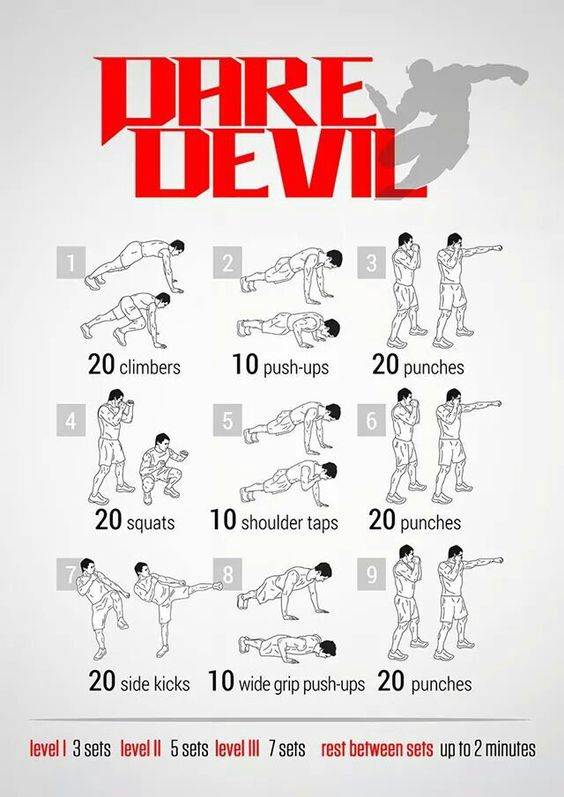 DARE
DEVIL
1
2
3
20 climbers
10 push-ups
20 punches
4
5
6
20 squats
10 shoulder taps
20 punches
7
8
9
20 side kicks
10 wide grip push-ups
20 punches
level I 3 sets level II 5 sets level III 7 sets rest between sets up to 2 minutes